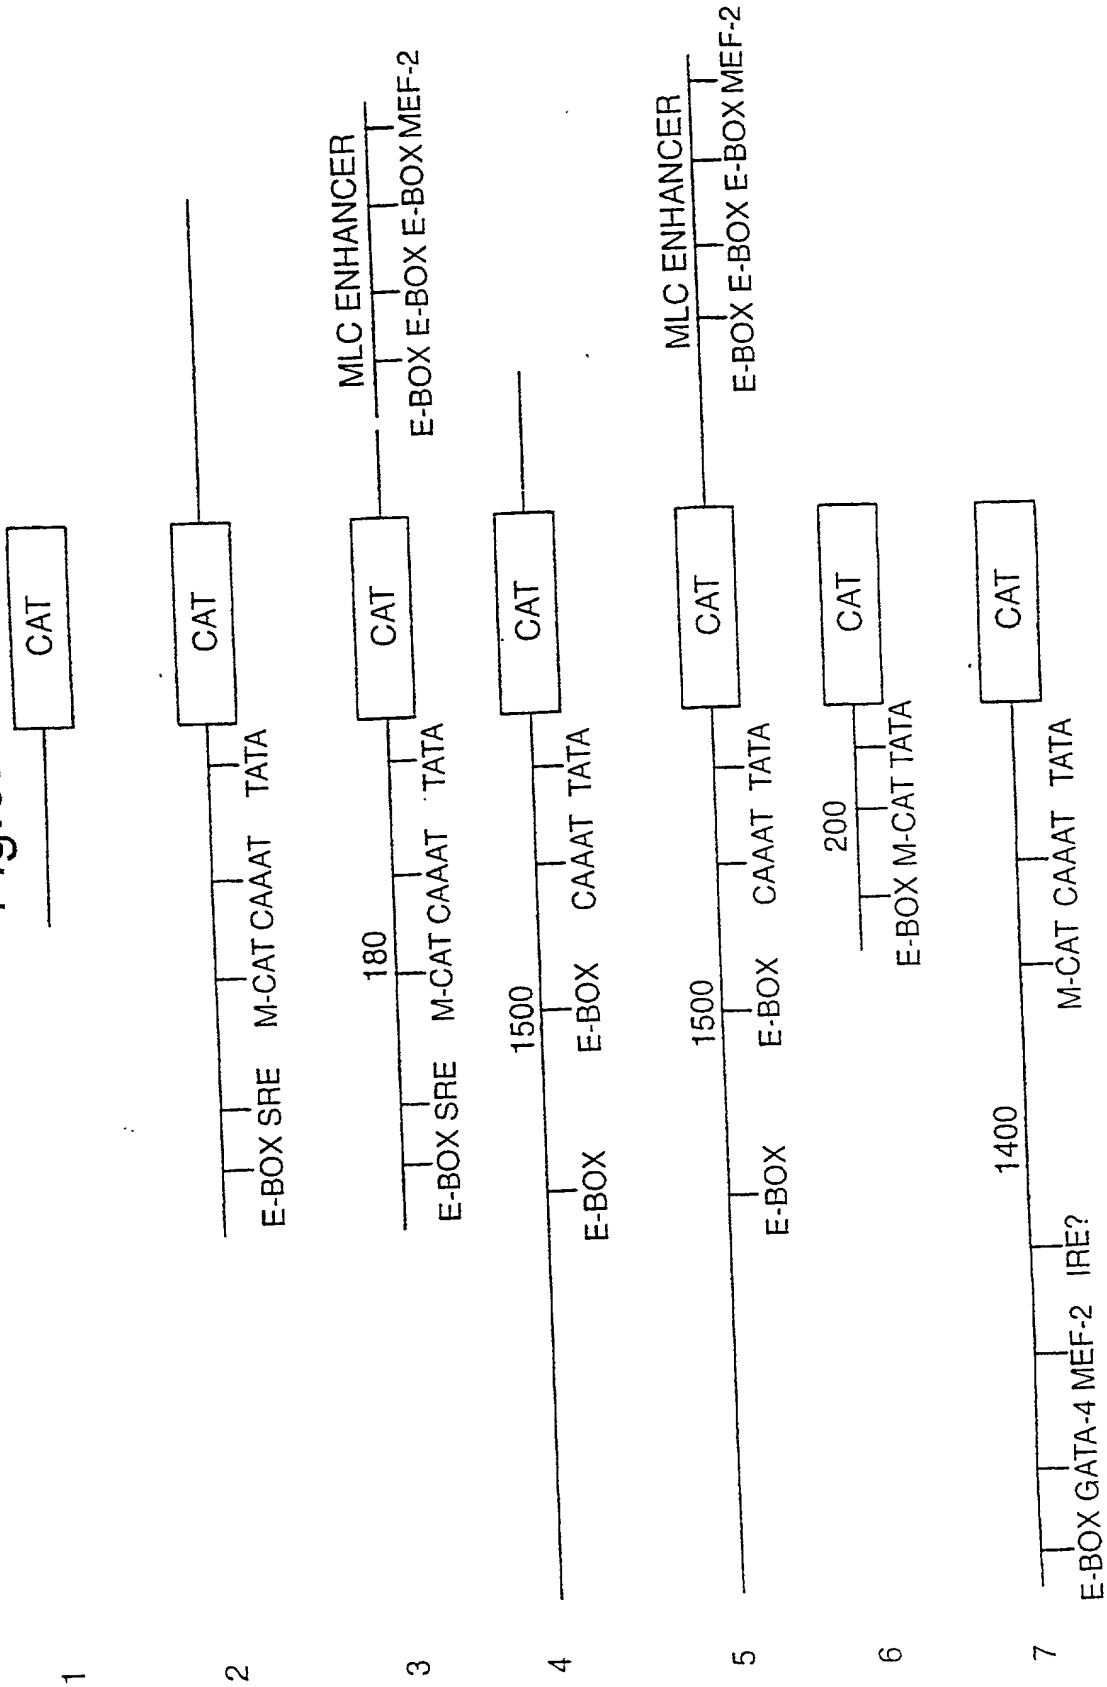 1
CAT
2
E-BOX SRE M-CAT CAAAT TATA
CAT
3
180
E-BOX SRE M-CAT CAAAT TATA
CAT
MLC ENHANCER
E-BOX E-BOX E-BOX MEF-2
4
1500
E-BOX E-BOX CAAAT TATA
CAT
5
1500
E-BOX E-BOX CAAAT TATA
CAT
MLC ENHANCER
E-BOX E-BOX E-BOX MEF-2
6
200
E-BOX M-CAT TATA
CAT
7
1400
E-BOX GATA-4 MEF-2 IRE? M-CAT CAAAT TATA
CAT